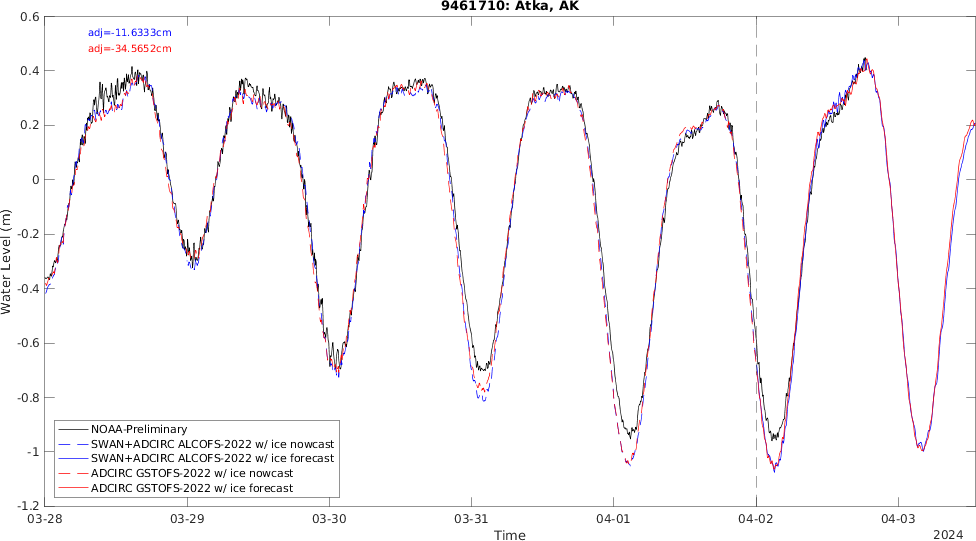 9461710: Atka, AK
adj=-11.6333cm
adj=-34.5652cm
0.6
0.4
0.2
0
-0.2
-0.4
-0.6
-0.8
-1
-1.2
Water Level (m)
NOAA-Preliminary
SWAN+ADCIRC ALCOFS-2022 w/ ice nowcast
SWAN+ADCIRC ALCOFS-2022 w/ ice forecast
ADCIRC GSTOFS-2022 w/ ice nowcast
ADCIRC GSTOFS-2022 w/ ice forecast
03-28 03-29 03-30 03-31 04-01 04-02 04-03
Time
2024